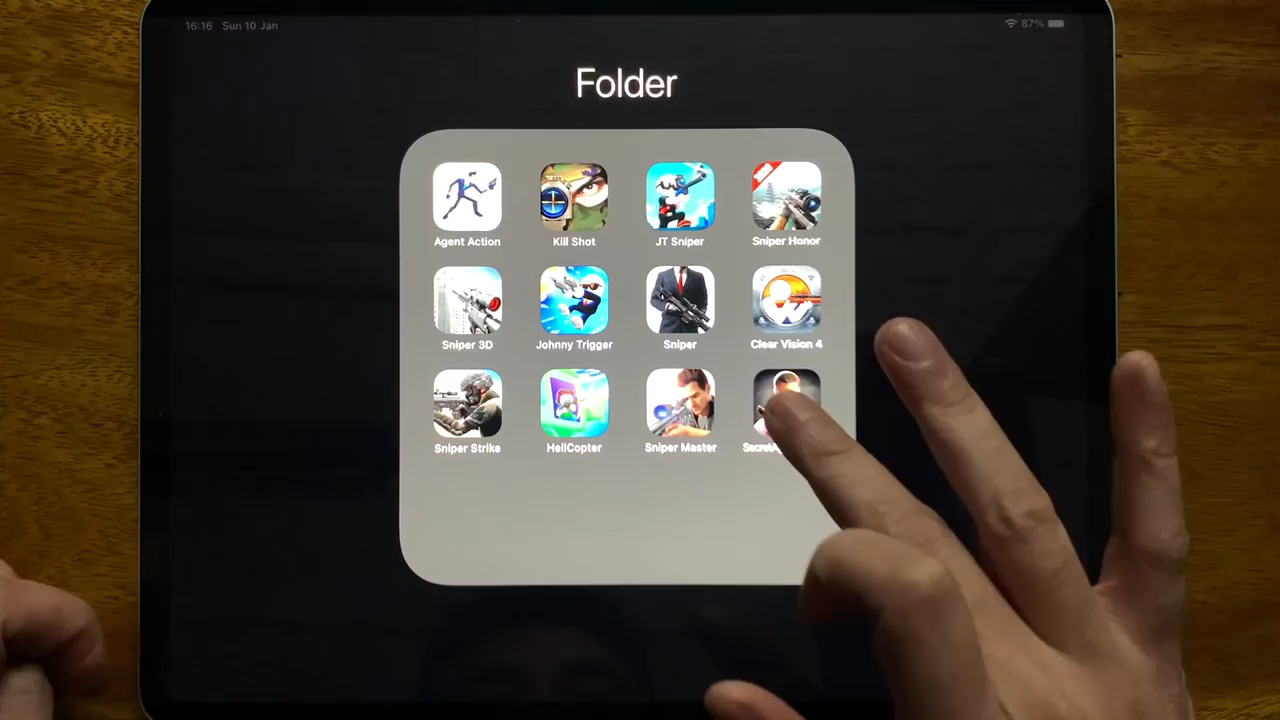 16:16 Sun 10 Jan
87%
Folder
Agent Action
Kill Shot
JT Sniper
Sniper Honor
Sniper 3D
Johnny Trigger
Sniper
Clear Vision 4
Sniper Strike
HellCopter
Sniper Master